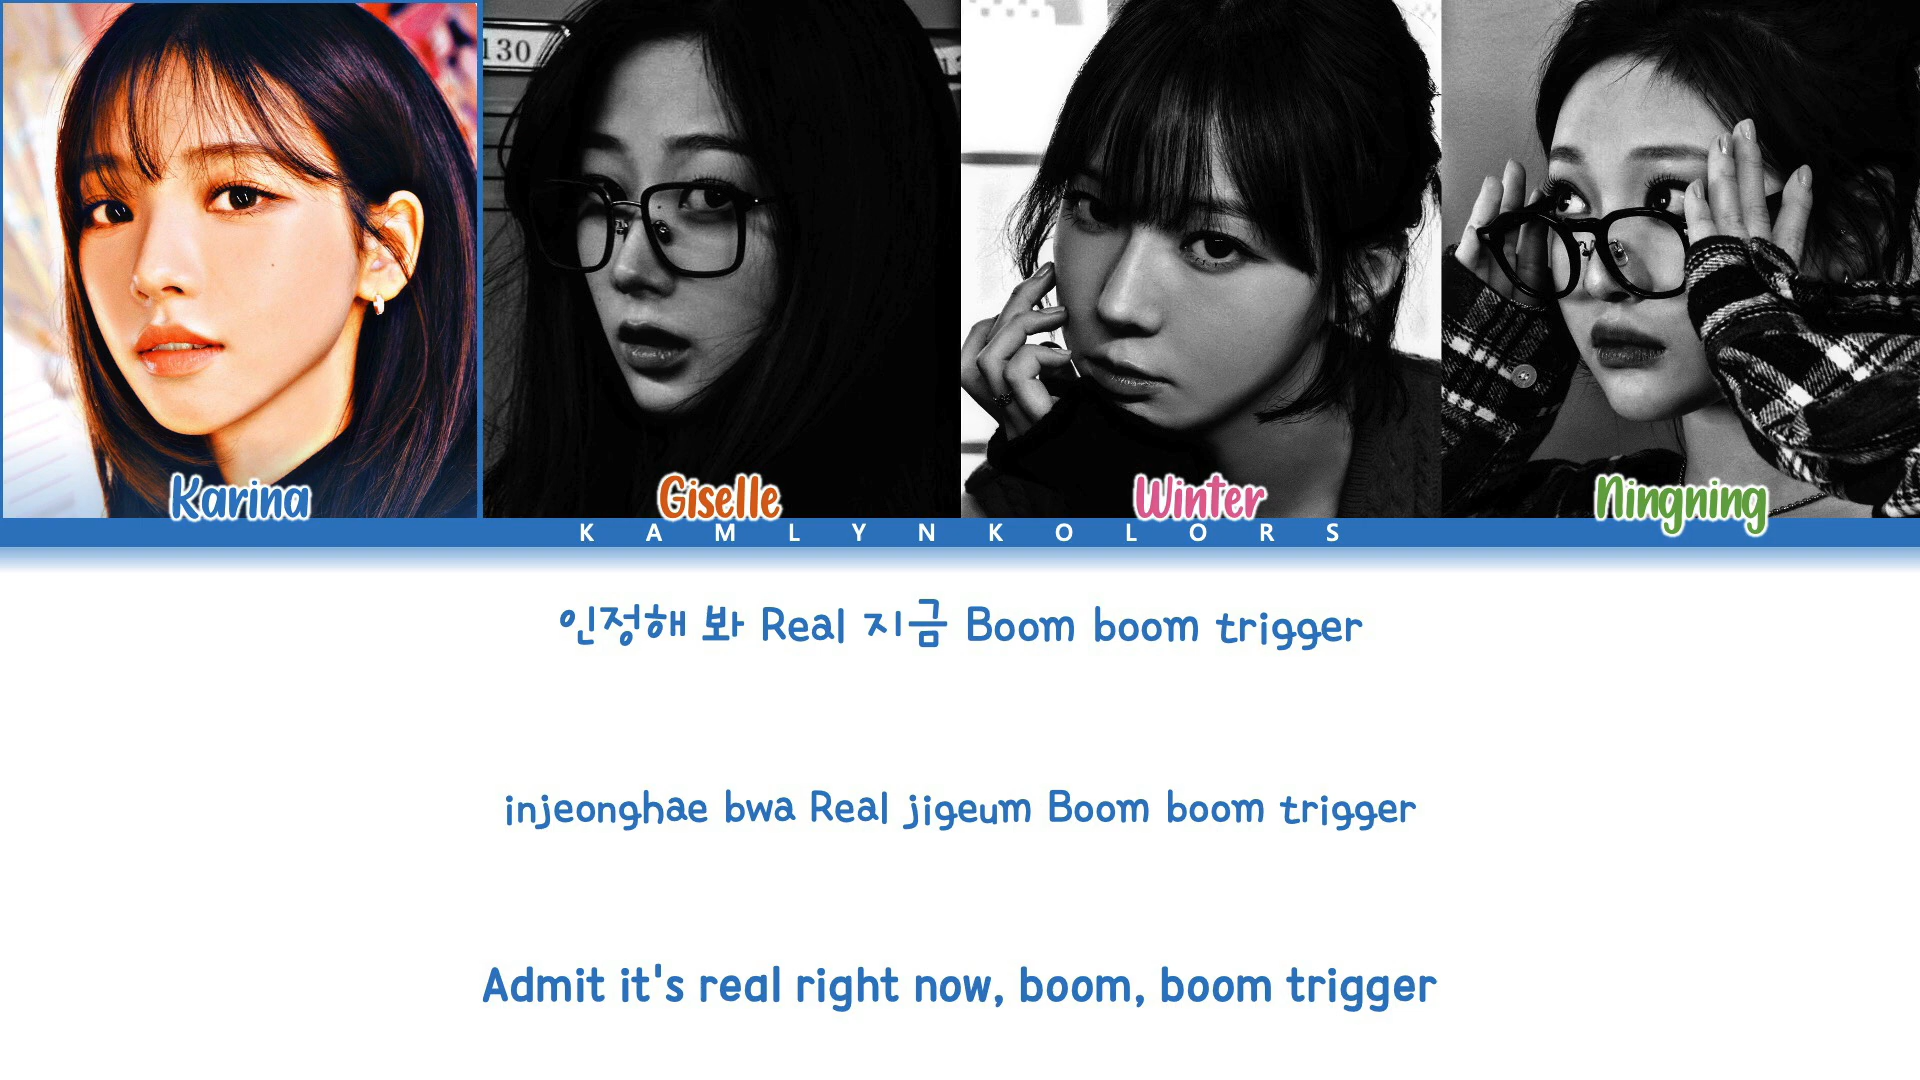 130
Karina
Giselle
Winter
Ningning
KAMLYNKOLORS
인정해 봐 Real 지금 Boom boom trigger
injeonghae bwa Real jigeum Boom boom trigger
Admit it's real right now, boom, boom trigger